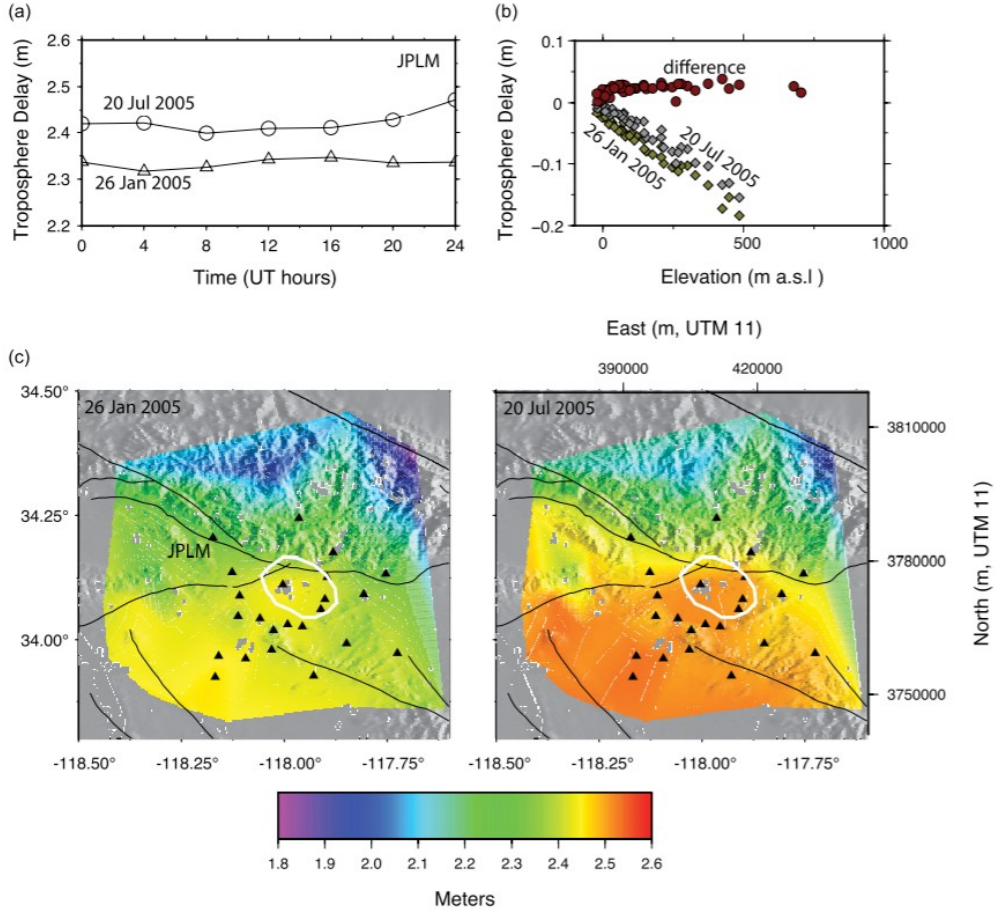 (a)
2.6
2.5
2.4
2.3
2.2
Troposphere Delay (m)
JPLM
20 Jul 2005
26 Jan 2005
0 4 8 12 16 20 24
Time (UT hours)
(b)
0.1
0
−0.1
−0.2
Troposphere Delay (m)
difference
20 Jul 2005
26 Jan 2005
0 500 1000
Elevation (m a.s.l )
East (m, UTM 11)
(c)
390000 420000
34.50°
34.25°
34.00°
26 Jan 2005
JPLM
20 Jul 2005
3810000
3780000
3750000
North (m, UTM 11)
-118.50° -118.25° -118.00° -117.75°
-118.50° -118.25° -118.00° -117.75°
1.8 1.9 2.0 2.1 2.2 2.3 2.4 2.5 2.6
Meters